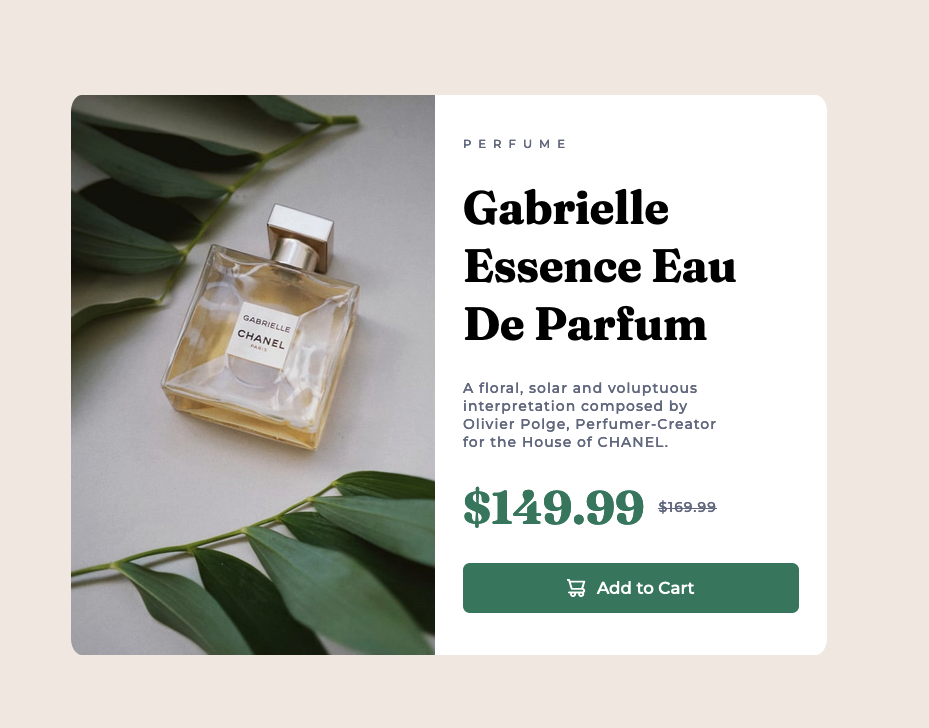 GABRIELLE
CHANEL
PARIS
PERFUME
Gabrielle
Essence Eau
De Parfum
A floral, solar and voluptuous
interpretation composed by
Olivier Polge, Perfumer-Creator
for the House of CHANEL.
$149.99 $169.99
Add to Cart